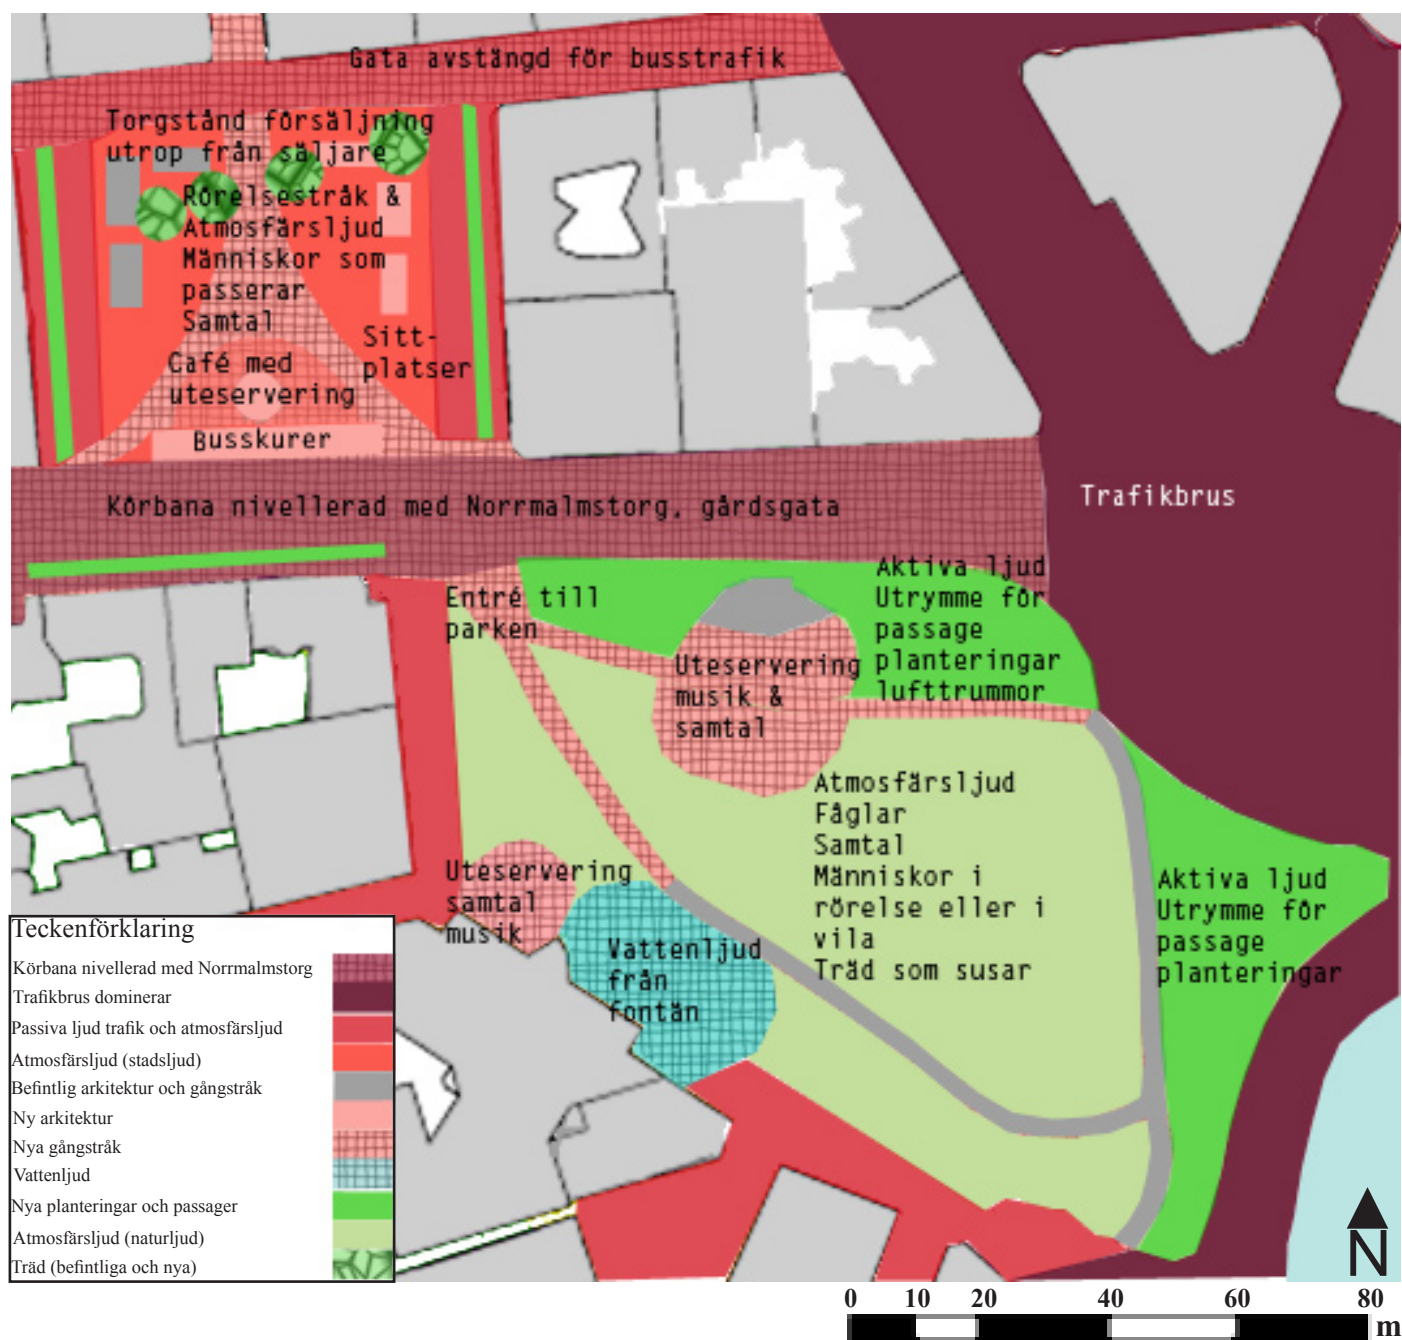 Gata avstängd för busstrafik
Torgstånd försäljning
utrop från säljare
Rörelsestråk &
Atmosfärsljud
Människor som
passerar
Samtal
Sitt-
platser
Café med
uteservering
Busskurer
Körbana nivellerad med Norrmalmstorg, gårdsgata
Trafikbrus
Entré till
parken
Aktiva ljud
Utrymme för
passage
planteringar
lufttrummor
Uteservering
musik &
samtal
Atmosfärsljud
Fåglar
Samtal
Människor i
rörelse eller i
vila
Träd som susar
Uteservering
samtal
musik
Vattenljud
från
fontän
Aktiva ljud
Utrymme för
passage
planteringar
Teckenförklaring
Körbana nivellerad med Norrmalmstorg
Trafikbrus dominerar
Passiva ljud trafik och atmosfärsljud
Atmosfärsljud (stadsljud)
Befintlig arkitektur och gångstråk
Ny arkitektur
Nya gångstråk
Vattenljud
Nya planteringar och passager
Atmosfärsljud (naturljud)
Träd (befintliga och nya)
N
0 10 20 40 60 80
m